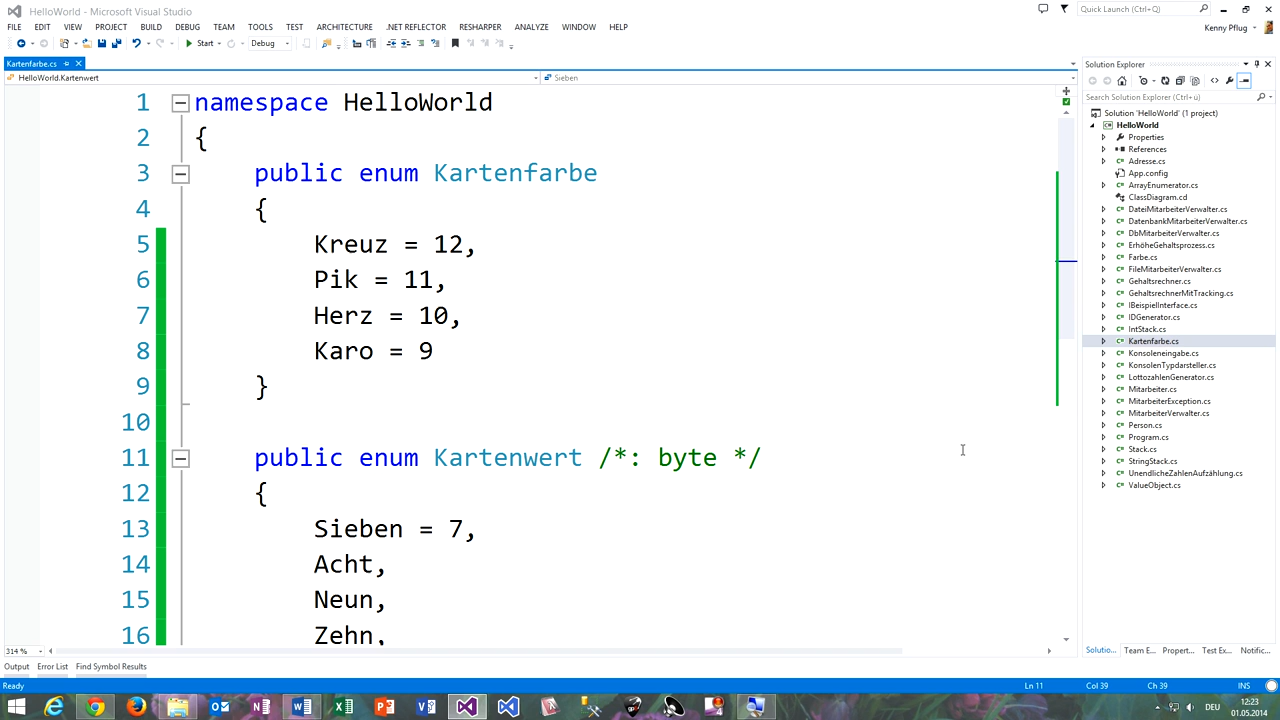 HelloWorld - Microsoft Visual Studio
Quick Launch (Ctrl+Q)
FILE EDIT VIEW PROJECT BUILD DEBUG TEAM TOOLS TEST ARCHITECTURE .NET REFLECTOR RESHARPER ANALYZE WINDOW HELP
Kenny Pflug
Start Debug
Kartenfarbe.cs
HelloWorld.Kartenwert
Sieben
1 namespace HelloWorld
2 {
3 public enum Kartenfarbe
4 {
5 Kreuz = 12,
6 Pik = 11,
7 Herz = 10,
8 Karo = 9
9 }
10
11 public enum Kartenwert /*: byte */
12 {
13 Sieben = 7,
14 Acht,
15 Neun,
16 Zehn,
314 %
Solution Explorer
Search Solution Explorer (Ctrl+ü)
Solution 'HelloWorld' (1 project)
HelloWorld
Properties
References
Adresse.cs
App.config
ArrayEnumerator.cs
ClassDiagram.cd
DateiMitarbeiterVerwalter.cs
DatenbankMitarbeiterVerwalter.cs
DbMitarbeiterVerwalter.cs
ErhöheGehaltsprozess.cs
Farbe.cs
FileMitarbeiterVerwalter.cs
Gehaltsrechner.cs
GehaltsrechnerMitTracking.cs
IBeispielInterface.cs
IDGenerator.cs
IntStack.cs
Kartenfarbe.cs
Konsoleneingabe.cs
KonsolenTypdarsteller.cs
LottozahlenGenerator.cs
Mitarbeiter.cs
MitarbeiterException.cs
MitarbeiterVerwalter.cs
Person.cs
Program.cs
Stack.cs
StringStack.cs
UnendlicheZahlenAufzählung.cs
ValueObject.cs
Solutio... Team E... Propert... Test Ex... Notific...
Output Error List Find Symbol Results
Ready
Ln 11 Col 39 Ch 39 INS
DEU
12:23
01.05.2014